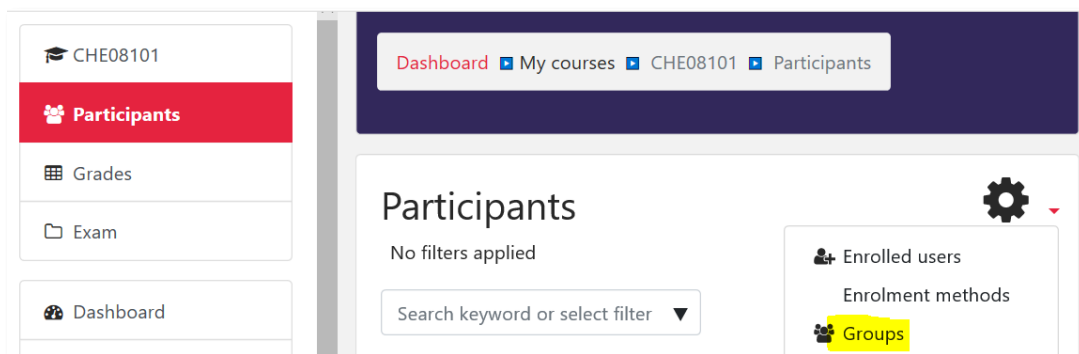 CHE08101
Participants
Grades
Exam
Dashboard
Dashboard My courses CHE08101 Participants
Participants
No filters applied
Search keyword or select filter ▼
Enrolled users
Enrolment methods
Groups